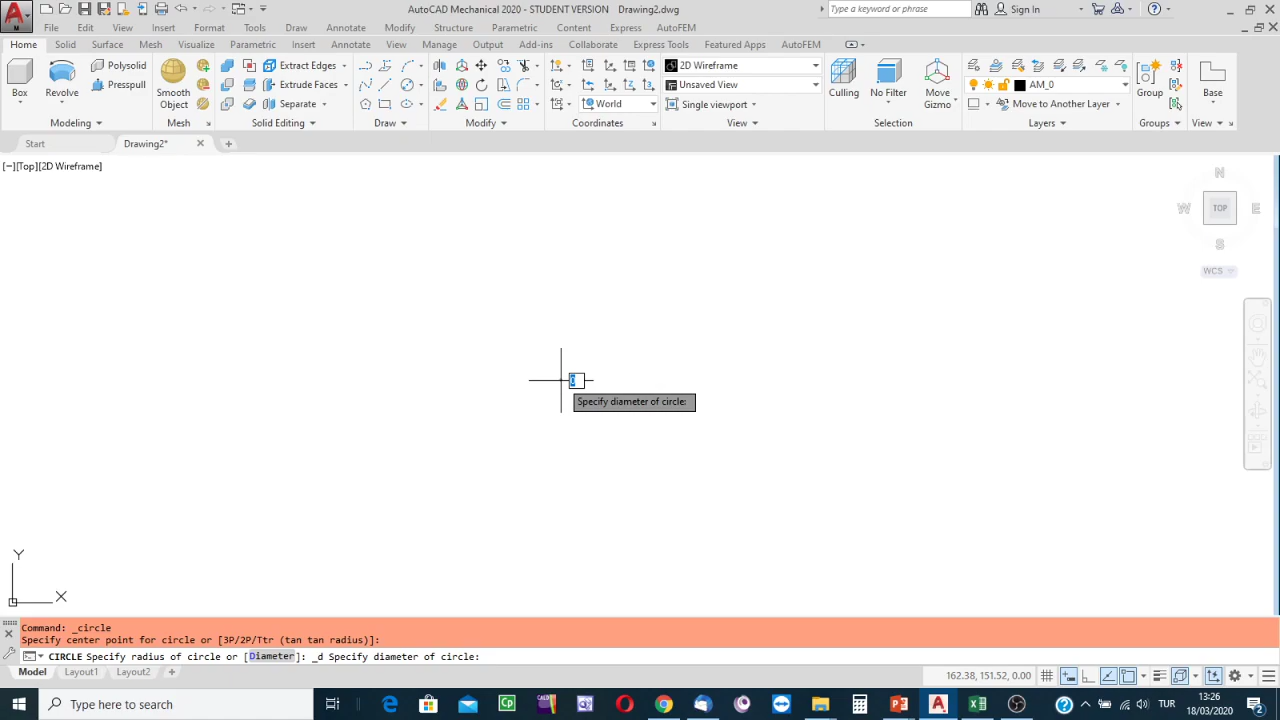 AutoCAD Mechanical 2020 - STUDENT VERSION Drawing2.dwg
Type a keyword or phrase
Sign In
M
File Edit View Insert Format Tools Draw Annotate Modify Structure Parametric Content Express AutoFEM
Home Solid Surface Mesh Visualize Parametric Insert Annotate View Manage Output Add-ins Collaborate Express Tools Featured Apps AutoFEM
Box
Revolve
Polysolid
Presspull
Modeling
Smooth
Object
Mesh
Extract Edges
Extrude Faces
Separate
Solid Editing
Draw
Modify
World
Coordinates
2D Wireframe
Unsaved View
Single viewport
View
Culling
No Filter
Move
Gizmo
Selection
AM_0
Move to Another Layer
Layers
Group
Groups
Base
View
Start
Drawing2*
[−][Top][2D Wireframe]
N
W
TOP
E
S
WCS
0
Specify diameter of circle:
Y
X
Command: _circle
Specify center point for circle or [3P/2P/Ttr (tan tan radius)]:
CIRCLE Specify radius of circle or [Diameter]: _d Specify diameter of circle:
Model Layout1 Layout2
162.38, 151.52, 0.00
Type here to search
Cp
TUR
13:26
18/03/2020
2